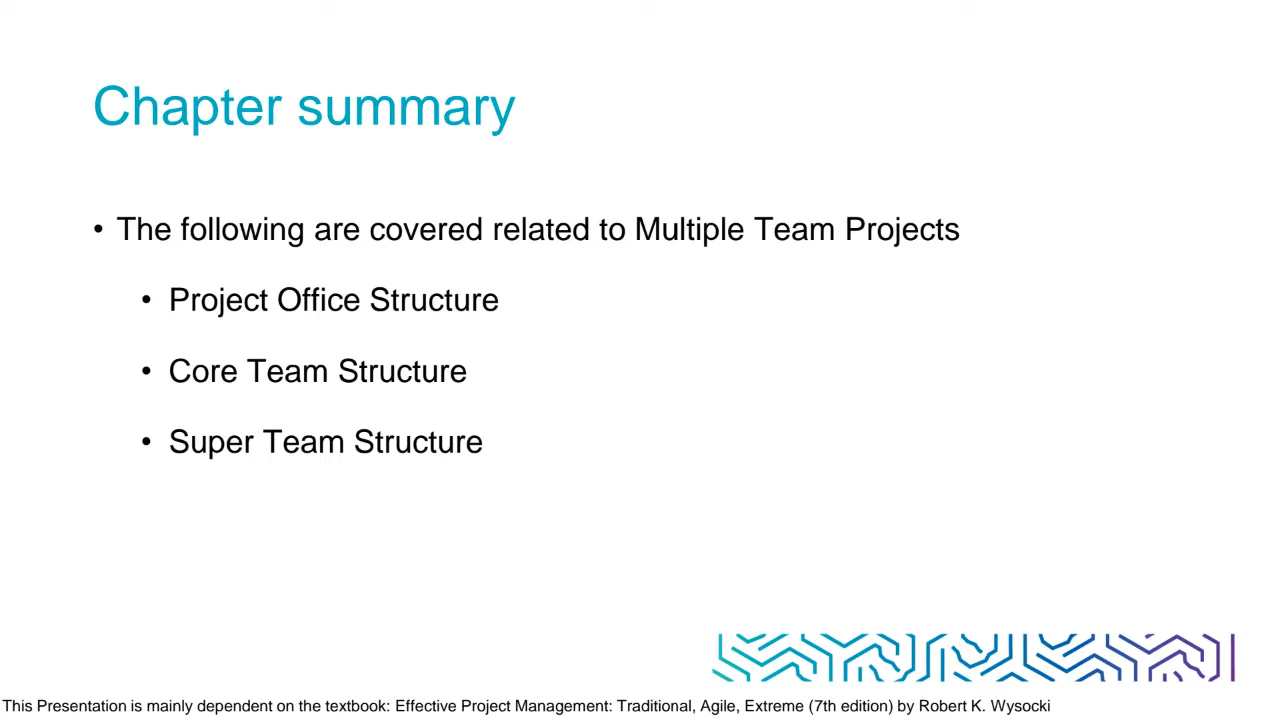 Chapter summary
• The following are covered related to Multiple Team Projects
• Project Office Structure
• Core Team Structure
• Super Team Structure
This Presentation is mainly dependent on the textbook: Effective Project Management: Traditional, Agile, Extreme (7th edition) by Robert K. Wysocki